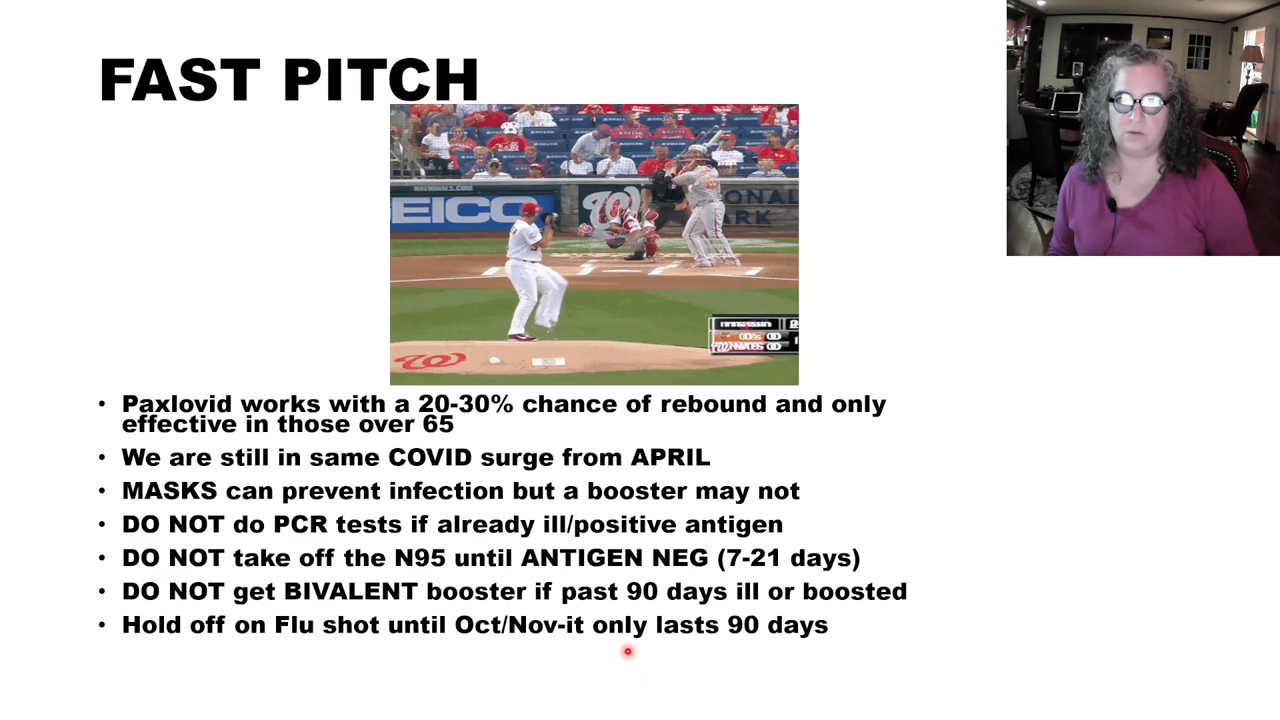 FAST PITCH
NATIONALS.COM
GEICO
W
ONAL
PARK
W
• Paxlovid works with a 20-30% chance of rebound and only
effective in those over 65
• We are still in same COVID surge from APRIL
• MASKS can prevent infection but a booster may not
• DO NOT do PCR tests if already ill/positive antigen
• DO NOT take off the N95 until ANTIGEN NEG (7-21 days)
• DO NOT get BIVALENT booster if past 90 days ill or boosted
• Hold off on Flu shot until Oct/Nov-it only lasts 90 days